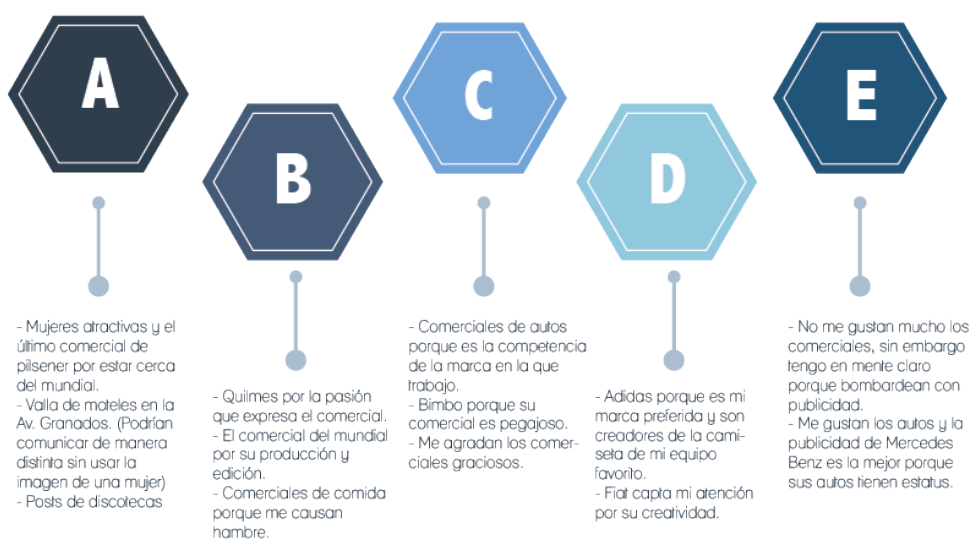 A
- Mujeres atractivas y el
último comercial de
pilsener por estar cerca
del mundial.
- Valla de moteles en la
Av. Granados. (Podrían
comunicar de manera
distinta sin usar la
imagen de una mujer)
- Posts de discotecas
B
- Quilmes por la pasión
que expresa el comercial.
- El comercial del mundial
por su producción y
edición.
- Comerciales de comida
porque me causan
hambre.
C
- Comerciales de autos
porque es la competencia
de la marca en la que
trabajo.
- Bimbo porque su
comercial es pegajoso.
- Me agradan los comer-
ciales graciosos.
D
- Adidas porque es mi
marca preferida y son
creadores de la cami-
seta de mi equipo
favorito.
- Fiat capta mi atención
por su creatividad.
E
- No me gustan mucho los
comerciales, sin embargo
tengo en mente claro
porque bombardean con
publicidad.
- Me gustan los autos y la
publicidad de Mercedes
Benz es la mejor porque
sus autos tienen estatus.